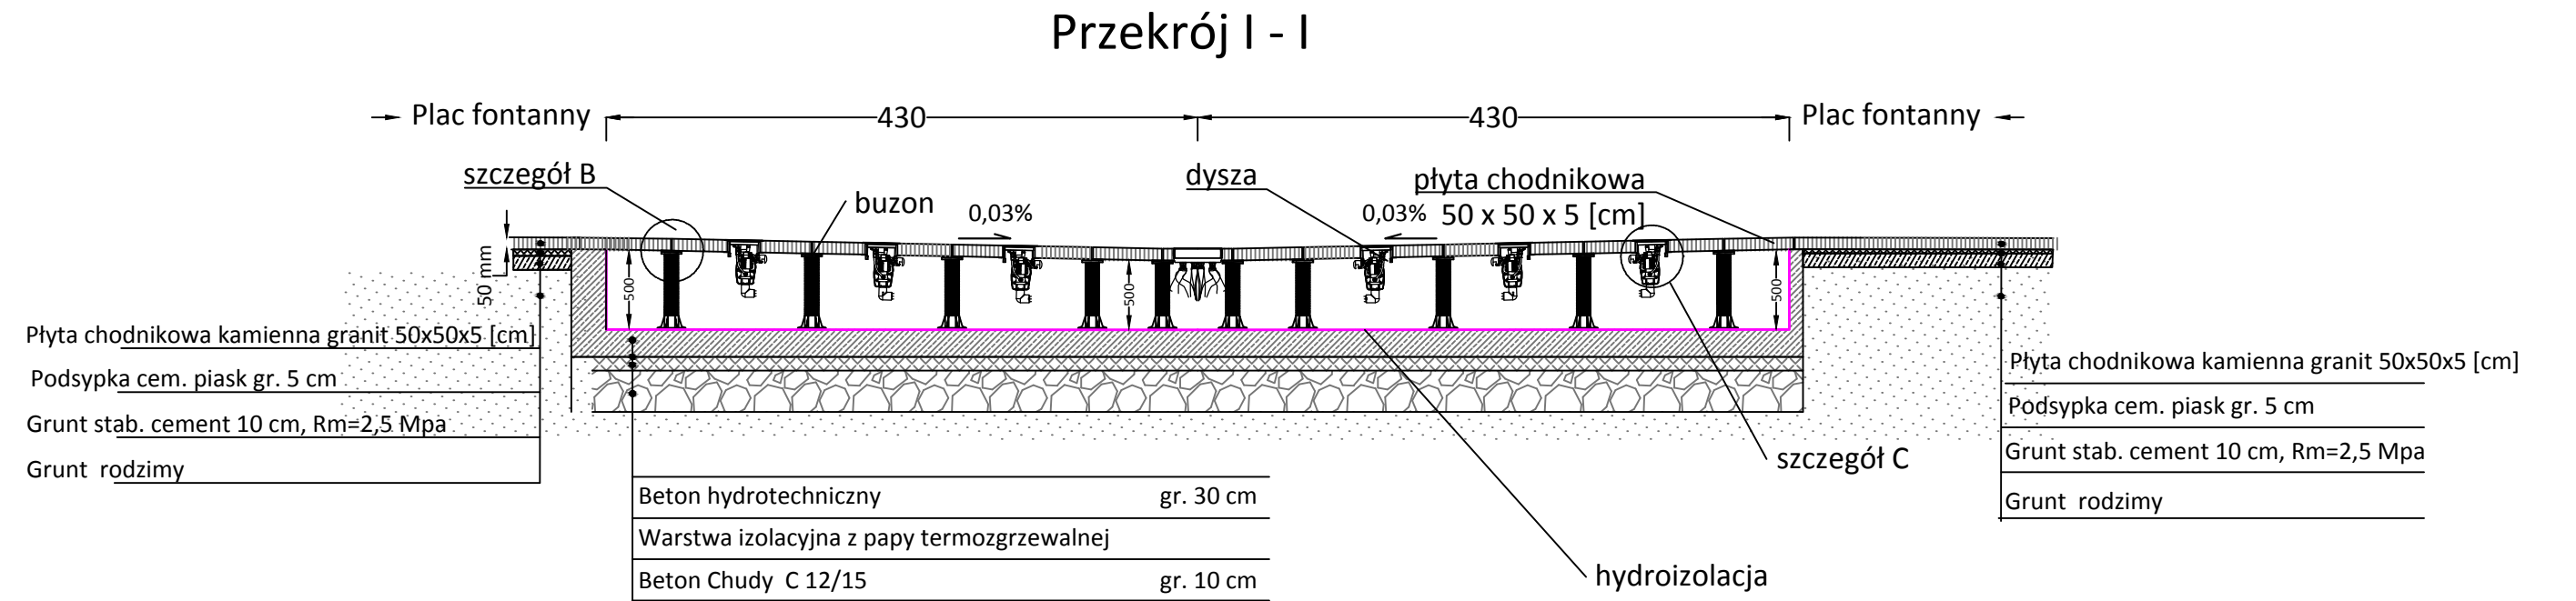 Przekrój I - I
Plac fontanny
430
430
Plac fontanny
szczegół B
buzon
0,03%
dysza
0,03%
płyta chodnikowa
50 x 50 x 5 [cm]
50 mm
500
500
500
Płyta chodnikowa kamienna granit 50x50x5 [cm]
Podsypka cem. piask gr. 5 cm
Grunt stab. cement 10 cm, Rm=2,5 Mpa
Grunt rodzimy
Płyta chodnikowa kamienna granit 50x50x5 [cm]
Podsypka cem. piask gr. 5 cm
Grunt stab. cement 10 cm, Rm=2,5 Mpa
Grunt rodzimy
szczegół C
Beton hydrotechniczny gr. 30 cm
Warstwa izolacyjna z papy termozgrzewalnej
Beton Chudy C 12/15 gr. 10 cm
hydroizolacja